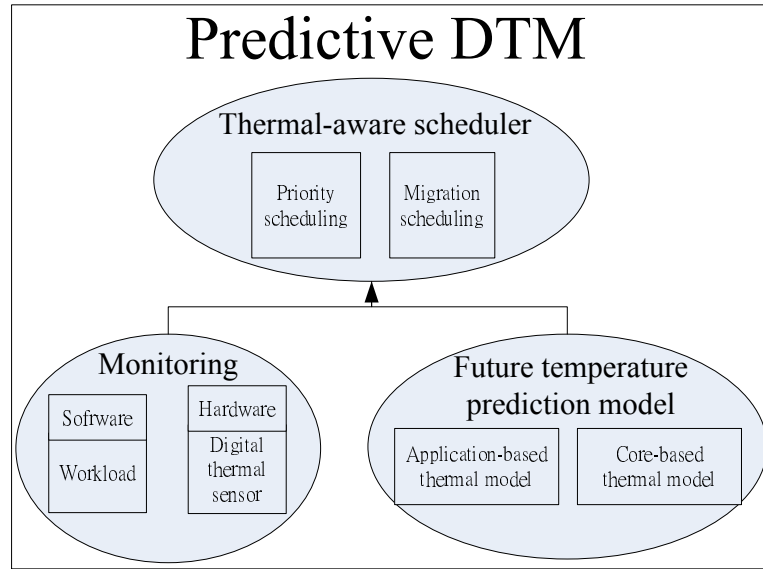 Predictive DTM
Thermal-aware scheduler
Priority
scheduling
Migration
scheduling
Monitoring
Sofrware
Workload
Hardware
Digital
thermal
sensor
Future temperature
prediction model
Application-based
thermal model
Core-based
thermal model